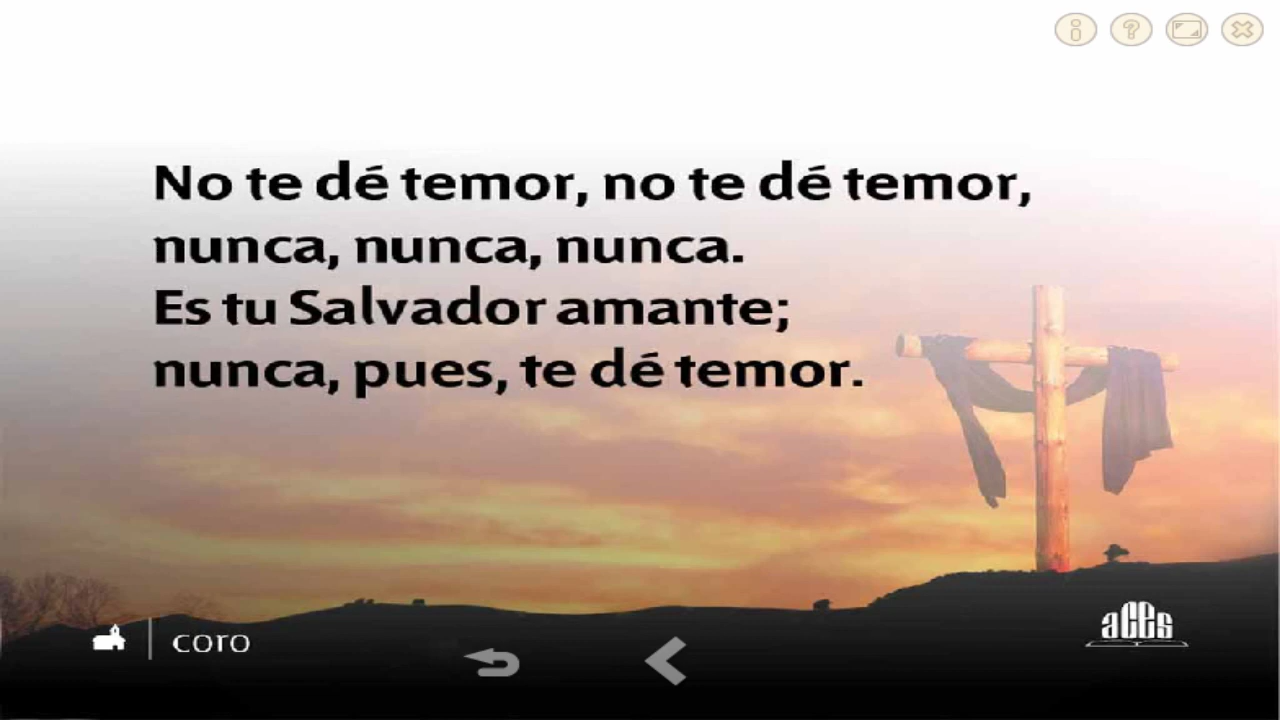 No te dé temor, no te dé temor,
nunca, nunca, nunca.
Es tu Salvador amante;
nunca, pues, te dé temor.
coro
aces